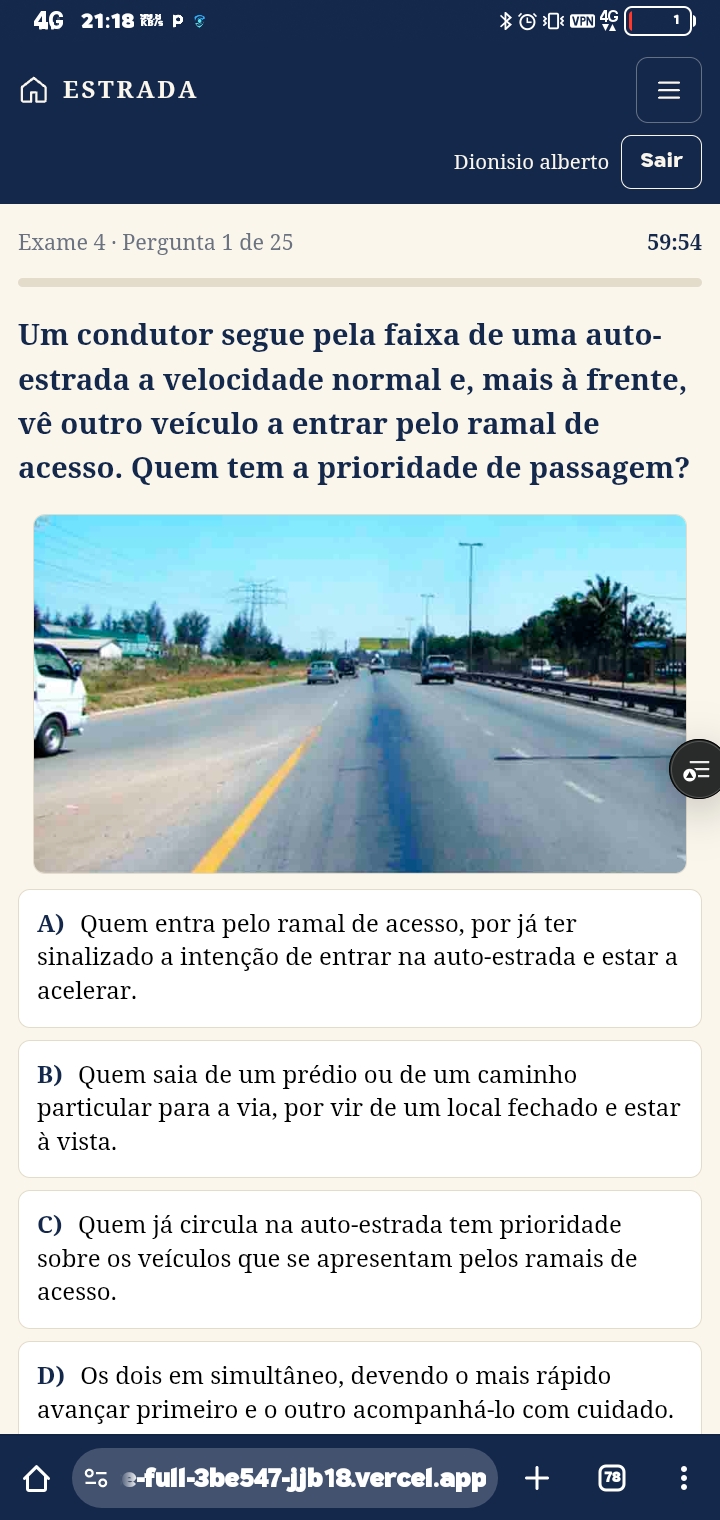 4G 21:18 P VPN 4G 1
ESTRADA
Dionisio alberto Sair
Exame 4 · Pergunta 1 de 25 59:54
Um condutor segue pela faixa de uma auto-
estrada a velocidade normal e, mais à frente,
vê outro veículo a entrar pelo ramal de
acesso. Quem tem a prioridade de passagem?
A) Quem entra pelo ramal de acesso, por já ter
sinalizado a intenção de entrar na auto-estrada e estar a
acelerar.
B) Quem saia de um prédio ou de um caminho
particular para a via, por vir de um local fechado e estar
à vista.
C) Quem já circula na auto-estrada tem prioridade
sobre os veículos que se apresentam pelos ramais de
acesso.
D) Os dois em simultâneo, devendo o mais rápido
avançar primeiro e o outro acompanhá-lo com cuidado.
e-full-3be547-jjb18.vercel.app 78